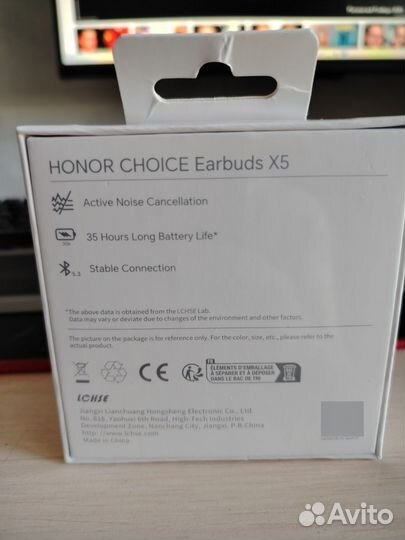 HONOR CHOICE Earbuds X5
Active Noise Cancellation
35 Hours Long Battery Life*
5.3 Stable Connection
*The above data is obtained from the LCHSE Lab.
Data may vary or deviate due to changes of the environment and other factors.
The picture on the package is for reference only. For the color, size, etc., please refer to the
actual product.
CE
FR
ÉLÉMENTS D'EMBALLAGE
À SÉPARER ET À DÉPOSER
DANS LE BAC DE TRI
LCHSE
Jiangxi Lianchuang Hongsheng Electronic Co., Ltd.
No. 816, Yaohui 6th Road, High-Tech Industries
Development Zone, Nanchang City, Jiangxi, P.R.China
http://www.lchse.com
Made in China
Avito